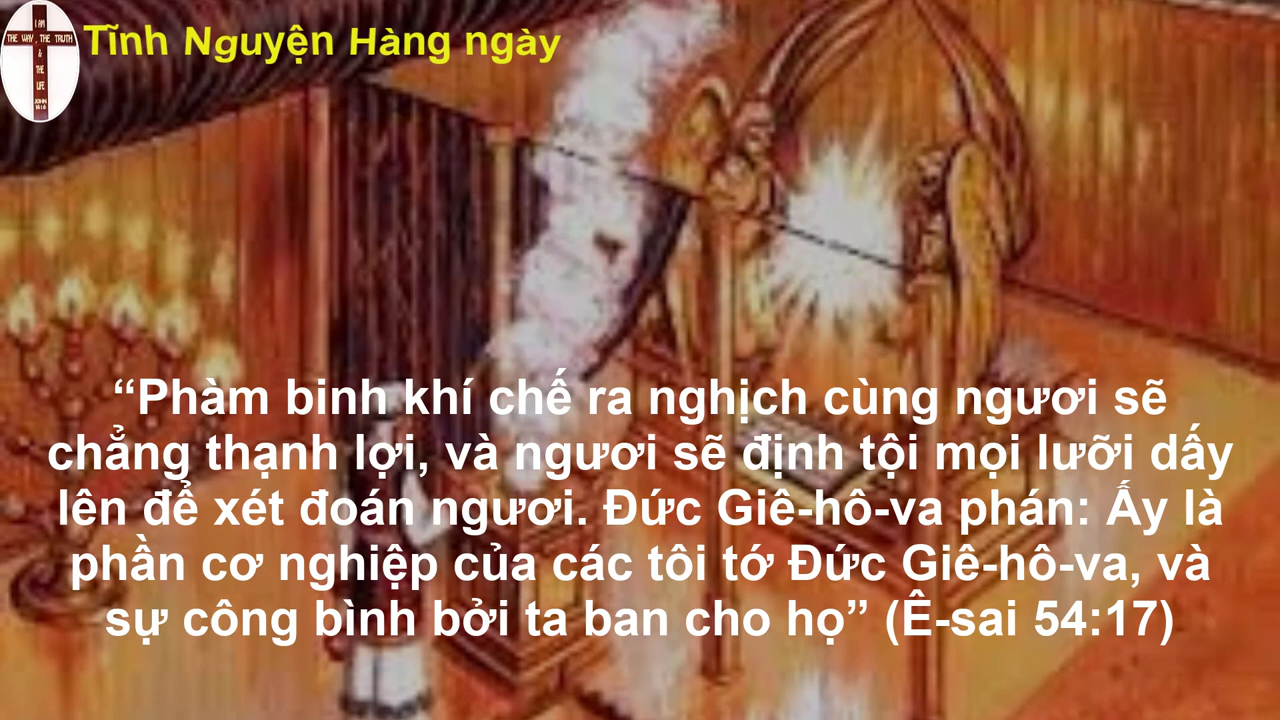 I AM
THE WAY, THE TRUTH
&
THE
LIFE
JOHN
14:6
Tĩnh Nguyện Hàng ngày
“Phàm binh khí chế ra nghịch cùng ngươi sẽ
chẳng thạnh lợi, và ngươi sẽ định tội mọi lưỡi dấy
lên để xét đoán ngươi. Đức Giê-hô-va phán: Ấy là
phần cơ nghiệp của các tôi tớ Đức Giê-hô-va, và
sự công bình bởi ta ban cho họ” (Ê-sai 54:17)